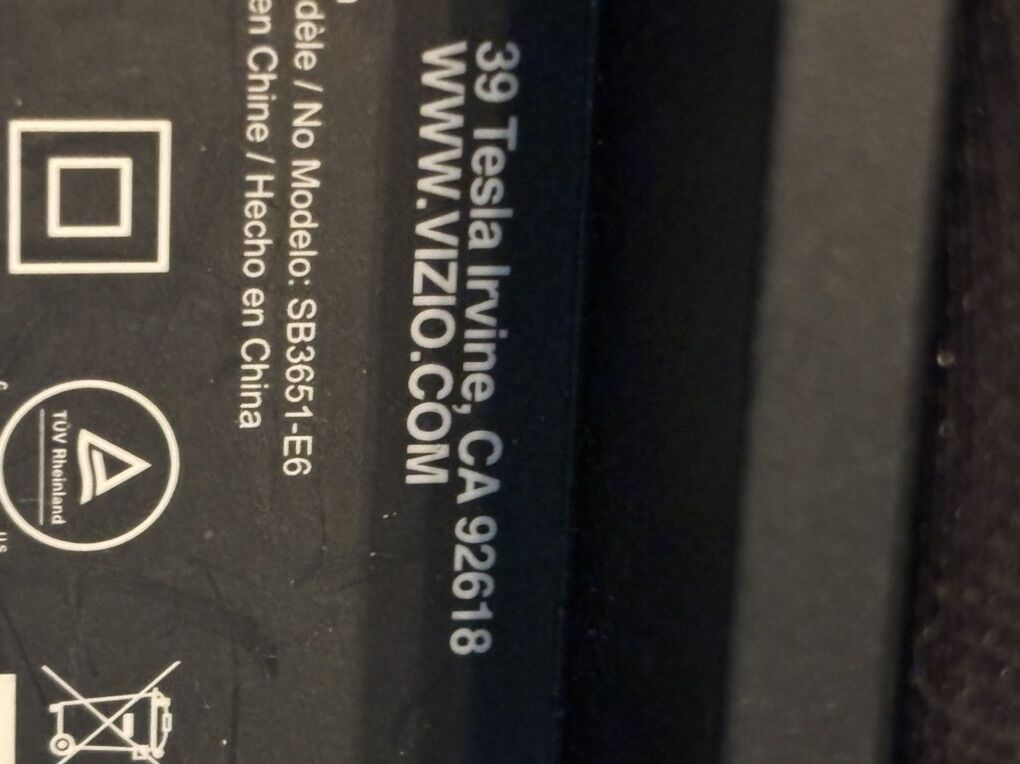 39 Tesla Irvine, CA 92618
WWW.VIZIO.COM
dèle / No Modelo: SB3651-E6
en Chine / Hecho en China
TÜV Rheinland
c
US